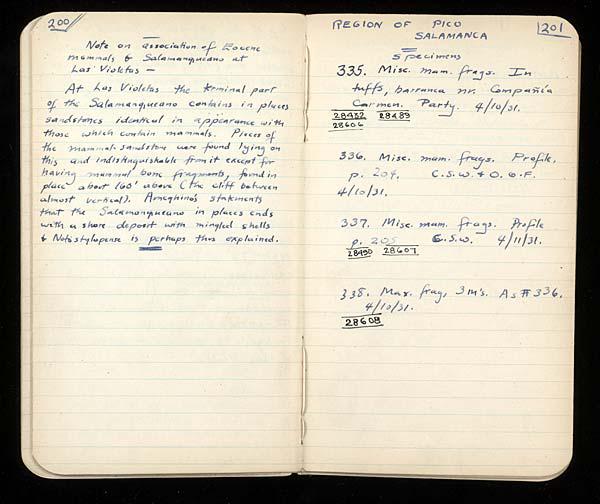 200
Note on association of Eocene
mammals & Salamanqueano at
Las Violetas —
At Las Violetas the terminal part
of the Salamanqueano contains in places
sandstones identical in appearance with
those which contain mammals. Pieces of
the mammal sandstone were found lying on
this and indistinguishable from it except for
having mammal bone fragments, found in
place about 160' above (the cliff between
almost vertical). Ameghino's statements
that the Salamanqueano in places ends
with a shore deposit with mingled shells
& Notostylopense is perhaps thus explained.
REGION OF PICO
SALAMANCA
201
Specimens
335. Misc. mam. frags. In
tuffs, barranca nr. Compañia
Carmen. Party. 4/10/31.
28482 28489
28606
336. Misc. mam. frags. Profile,
p. 204. C.S.W. & O. & F.
4/10/31.
337. Misc. mam. frags. Profile
p. 205 C.S.W. 4/11/31.
28490 28607
338. Max. frag, 3 m's. As # 336.
4/10/31.
28608